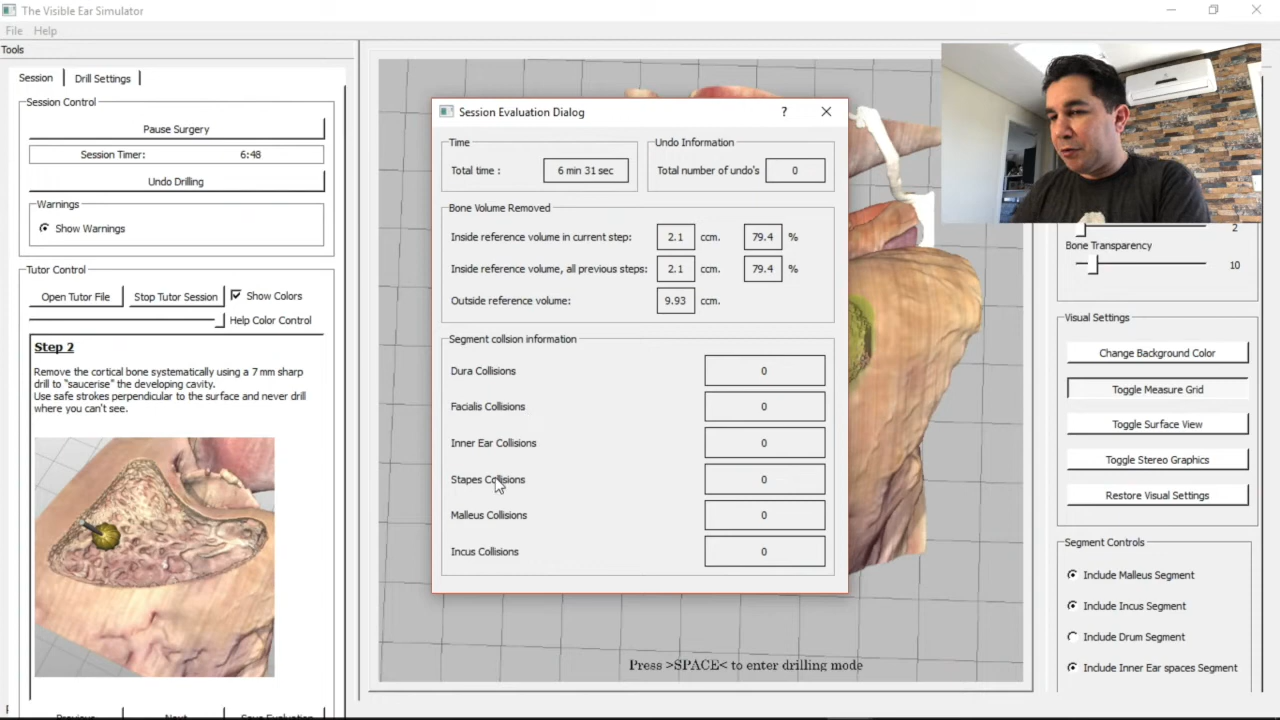 The Visible Ear Simulator
File Help
Tools
Session Drill Settings
Session Control
Pause Surgery
Session Timer: 6:48
Undo Drilling
Warnings
Show Warnings
Tutor Control
Open Tutor File Stop Tutor Session Show Colors
Help Color Control
Step 2
Remove the cortical bone systematically using a 7 mm sharp
drill to "saucerise" the developing cavity.
Use safe strokes perpendicular to the surface and never drill
where you can't see.
Previous Next Save Evaluation
Session Evaluation Dialog ?
Time
Total time : 6 min 31 sec
Undo Information
Total number of undo's 0
Bone Volume Removed
Inside reference volume in current step: 2.1 ccm. 79.4 %
Inside reference volume, all previous steps: 2.1 ccm. 79.4 %
Outside reference volume: 9.93 ccm.
Segment collsion information
Dura Collisions 0
Facialis Collisions 0
Inner Ear Collisions 0
Stapes Collisions 0
Malleus Collisions 0
Incus Collisions 0
Press >SPACE< to enter drilling mode
2
Bone Transparency
10
Visual Settings
Change Background Color
Toggle Measure Grid
Toggle Surface View
Toggle Stereo Graphics
Restore Visual Settings
Segment Controls
Include Malleus Segment
Include Incus Segment
Include Drum Segment
Include Inner Ear spaces Segment